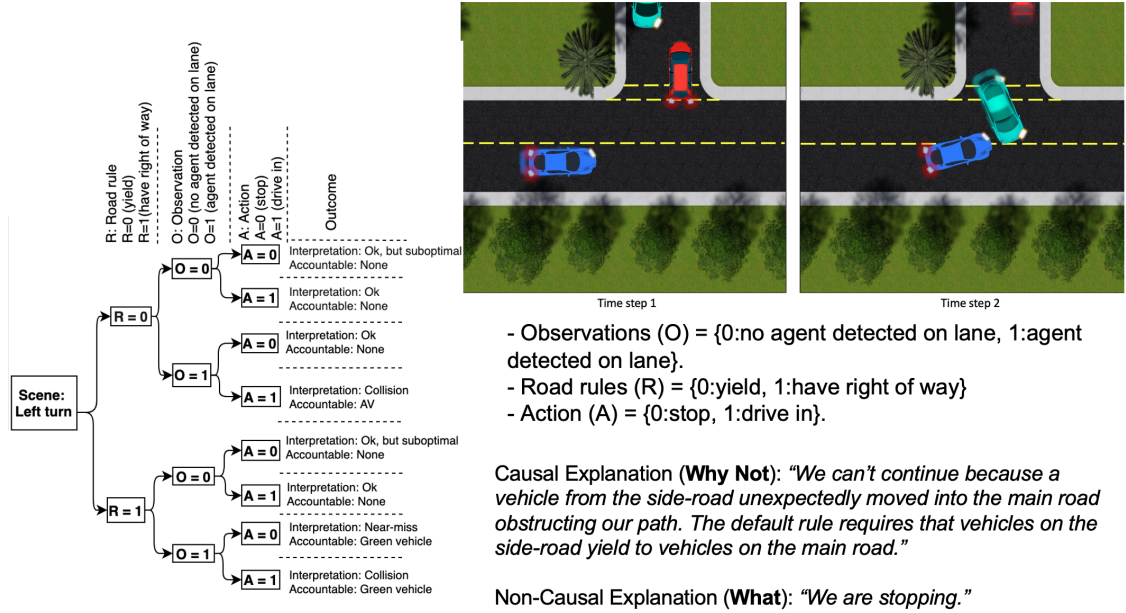 R: Road rule
R=0 (yield)
R=1(have right of way)
O: Observation
O=0 (no agent detected on lane)
O=1 (agent detected on lane)
A: Action
A=0 (stop)
A=1 (drive in)
Outcome
Scene:
Left turn
R = 0
R = 1
O = 0
O = 1
O = 0
O = 1
A = 0
Interpretation: Ok, but suboptimal
Accountable: None
A = 1
Interpretation: Ok
Accountable: None
A = 0
Interpretation: Ok
Accountable: None
A = 1
Interpretation: Collision
Accountable: AV
A = 0
Interpretation: Ok, but suboptimal
Accountable: None
A = 1
Interpretation: Ok
Accountable: None
A = 0
Interpretation: Near-miss
Accountable: Green vehicle
A = 1
Interpretation: Collision
Accountable: Green vehicle
Time step 1
Time step 2
- Observations (O) = {0:no agent detected on lane, 1:agent
detected on lane}.
- Road rules (R) = {0:yield, 1:have right of way}
- Action (A) = {0:stop, 1:drive in}.
Causal Explanation (Why Not): “We can’t continue because a
vehicle from the side-road unexpectedly moved into the main road
obstructing our path. The default rule requires that vehicles on the
side-road yield to vehicles on the main road.”
Non-Causal Explanation (What): “We are stopping.”